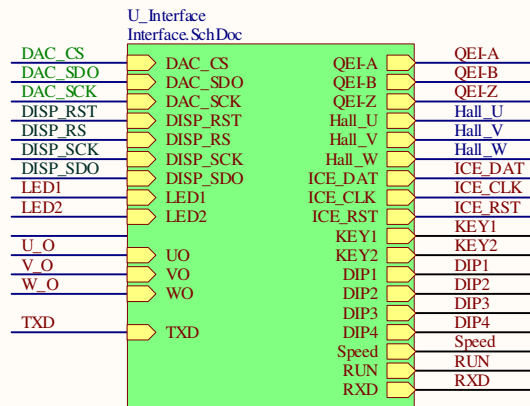 U_Interface
Interface.SchDoc
DAC_CS DAC_CS QEI-A QEI-A
DAC_SDO DAC_SDO QEI-B QEI-B
DAC_SCK DAC_SCK QEI-Z QEI-Z
DISP_RST DISP_RST Hall_U Hall_U
DISP_RS DISP_RS Hall_V Hall_V
DISP_SCK DISP_SCK Hall_W Hall_W
DISP_SDO DISP_SDO ICE_DAT ICE_DAT
LED1 LED1 ICE_CLK ICE_CLK
LED2 LED2 ICE_RST ICE_RST
KEY1 KEY1
U_O UO KEY2 KEY2
V_O VO DIP1 DIP1
W_O WO DIP2 DIP2
DIP3 DIP3
TXD TXD DIP4 DIP4
Speed Speed
RUN RUN
RXD RXD